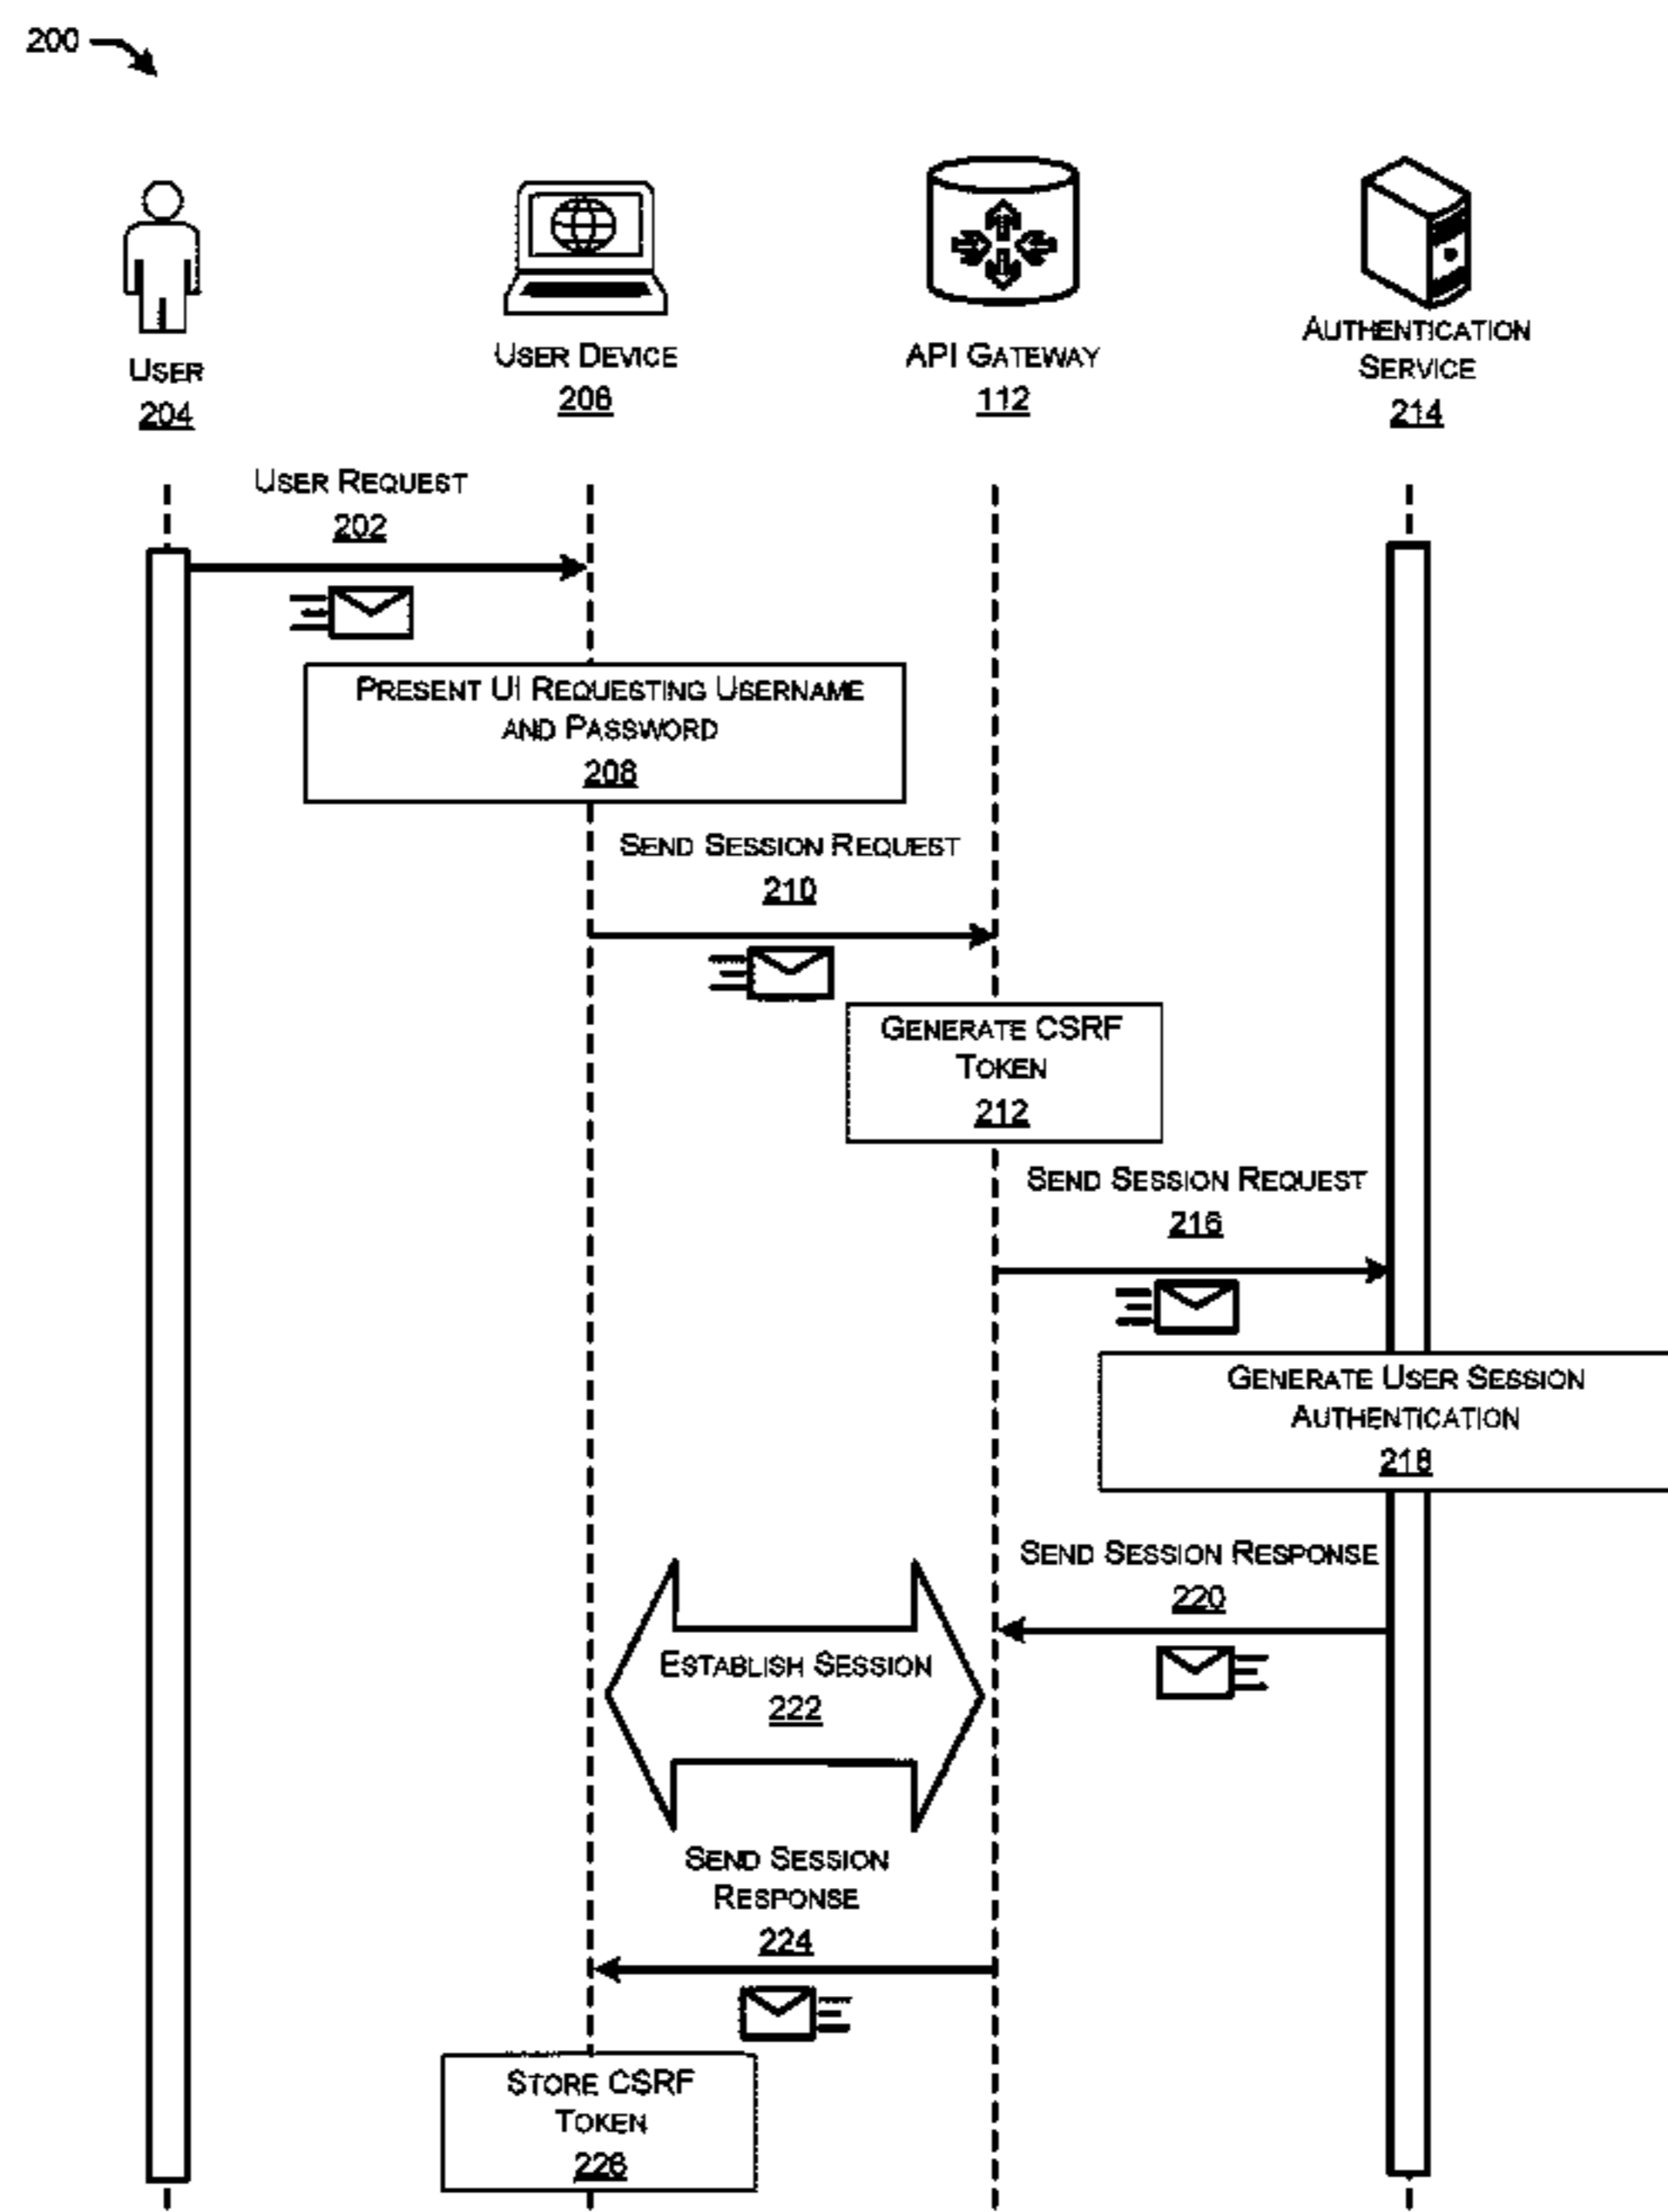 200
USER
204
USER DEVICE
206
API GATEWAY
112
AUTHENTICATION
SERVICE
214
USER REQUEST
202
PRESENT UI REQUESTING USERNAME
AND PASSWORD
208
SEND SESSION REQUEST
210
GENERATE CSRF
TOKEN
212
SEND SESSION REQUEST
216
GENERATE USER SESSION
AUTHENTICATION
218
SEND SESSION RESPONSE
220
ESTABLISH SESSION
222
SEND SESSION
RESPONSE
224
STORE CSRF
TOKEN
226